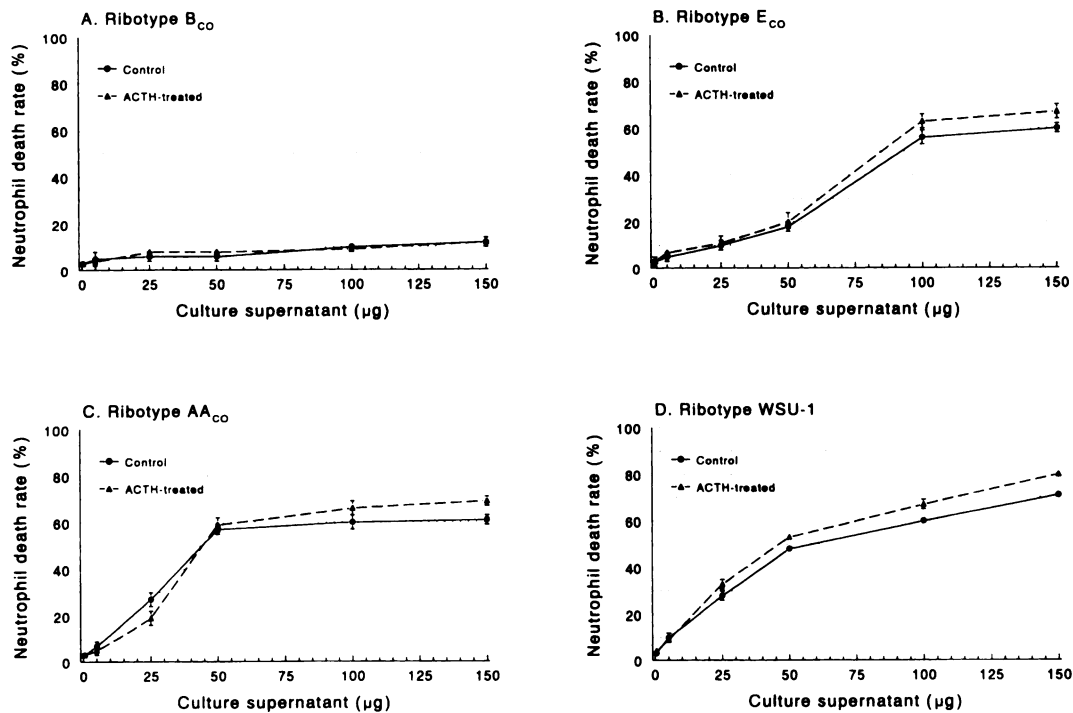 A. Ribotype B_CO
Neutrophil death rate (%)
100
80
60
40
20
0
Control
ACTH-treated
0 25 50 75 100 125 150
Culture supernatant (µg)
B. Ribotype E_CO
Neutrophil death rate (%)
100
80
60
40
20
0
Control
ACTH-treated
0 25 50 75 100 125 150
Culture supernatant (µg)
C. Ribotype AA_CO
Neutrophil death rate (%)
100
80
60
40
20
0
Control
ACTH-treated
0 25 50 75 100 125 150
Culture supernatant (µg)
D. Ribotype WSU-1
Neutrophil death rate (%)
100
80
60
40
20
0
Control
ACTH-treated
0 25 50 75 100 125 150
Culture supernatant (µg)